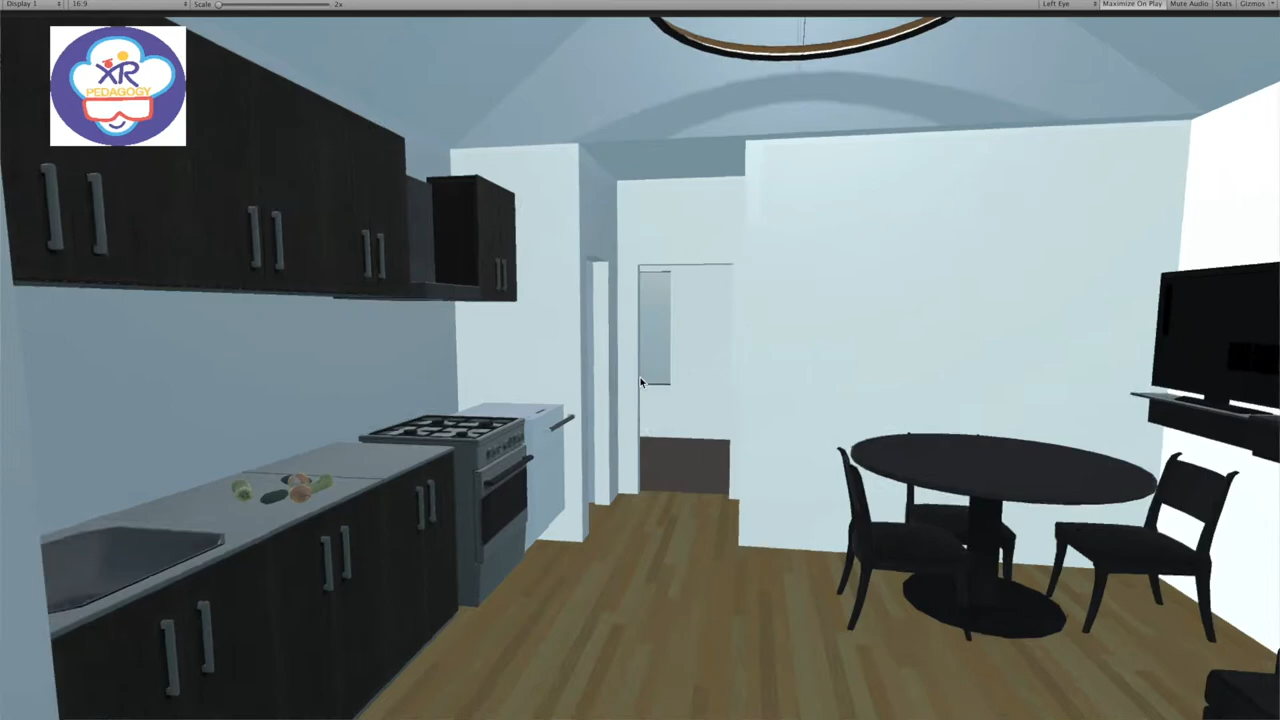 Display 1
16:9
Scale
2x
Left Eye
Maximize On Play
Mute Audio
Stats
Gizmos
XR
PEDAGOGY